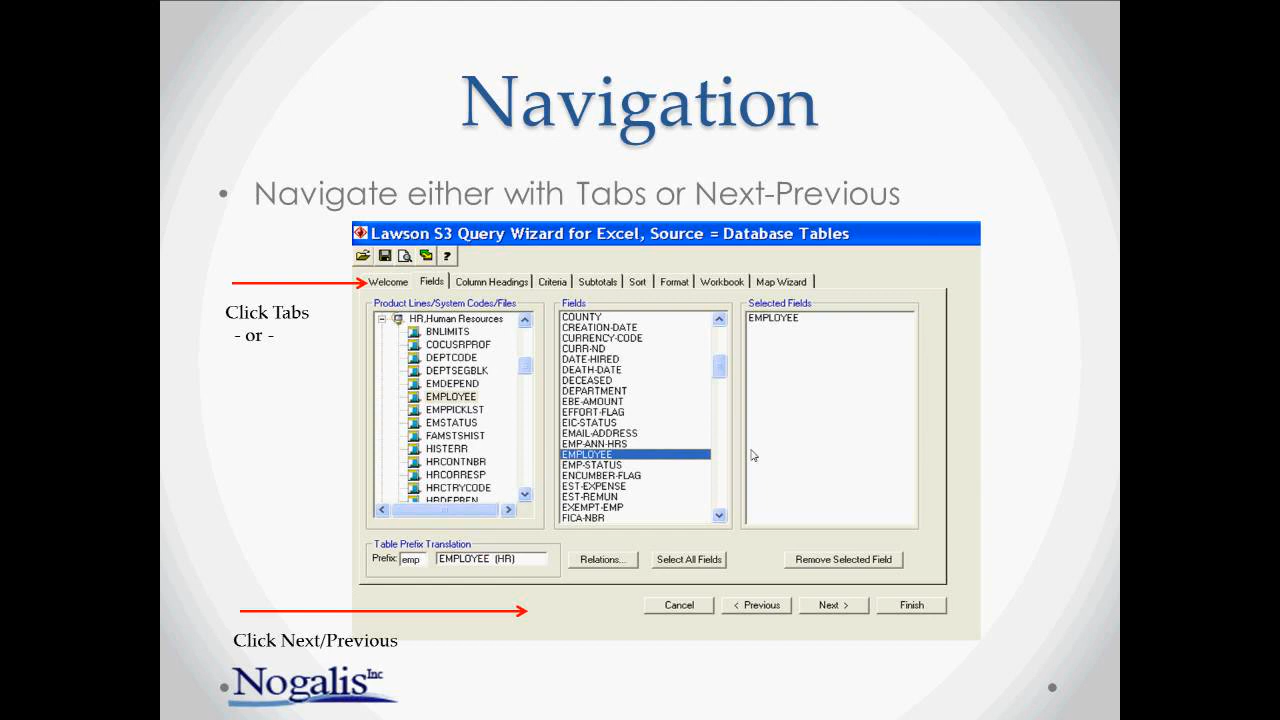 Navigation
• Navigate either with Tabs or Next-Previous
Lawson S3 Query Wizard for Excel, Source = Database Tables
?
Welcome Fields Column Headings Criteria Subtotals Sort Format Workbook Map Wizard
Click Tabs
- or -
Product Lines/System Codes/Files
HR,Human Resources
BNLIMITS
COCUSRPROF
DEPTCODE
DEPTSEGBLK
EMDEPEND
EMPLOYEE
EMPPICKLST
EMSTATUS
FAMSTSHIST
HISTERR
HRCONTNBR
HRCORRESP
HRCTRYCODE
HRDEPBEN
Fields
COUNTY
CREATION-DATE
CURRENCY-CODE
CURR-ND
DATE-HIRED
DEATH-DATE
DECEASED
DEPARTMENT
EBE-AMOUNT
EFFORT-FLAG
EIC-STATUS
EMAIL-ADDRESS
EMP-ANN-HRS
EMPLOYEE
EMP-STATUS
ENCUMBER-FLAG
EST-EXPENSE
EST-REMUN
EXEMPT-EMP
FICA-NBR
Selected Fields
EMPLOYEE
Table Prefix Translation
Prefix: emp EMPLOYEE (HR)
Relations... Select All Fields Remove Selected Field
Cancel < Previous Next > Finish
Click Next/Previous
Nogalis Inc